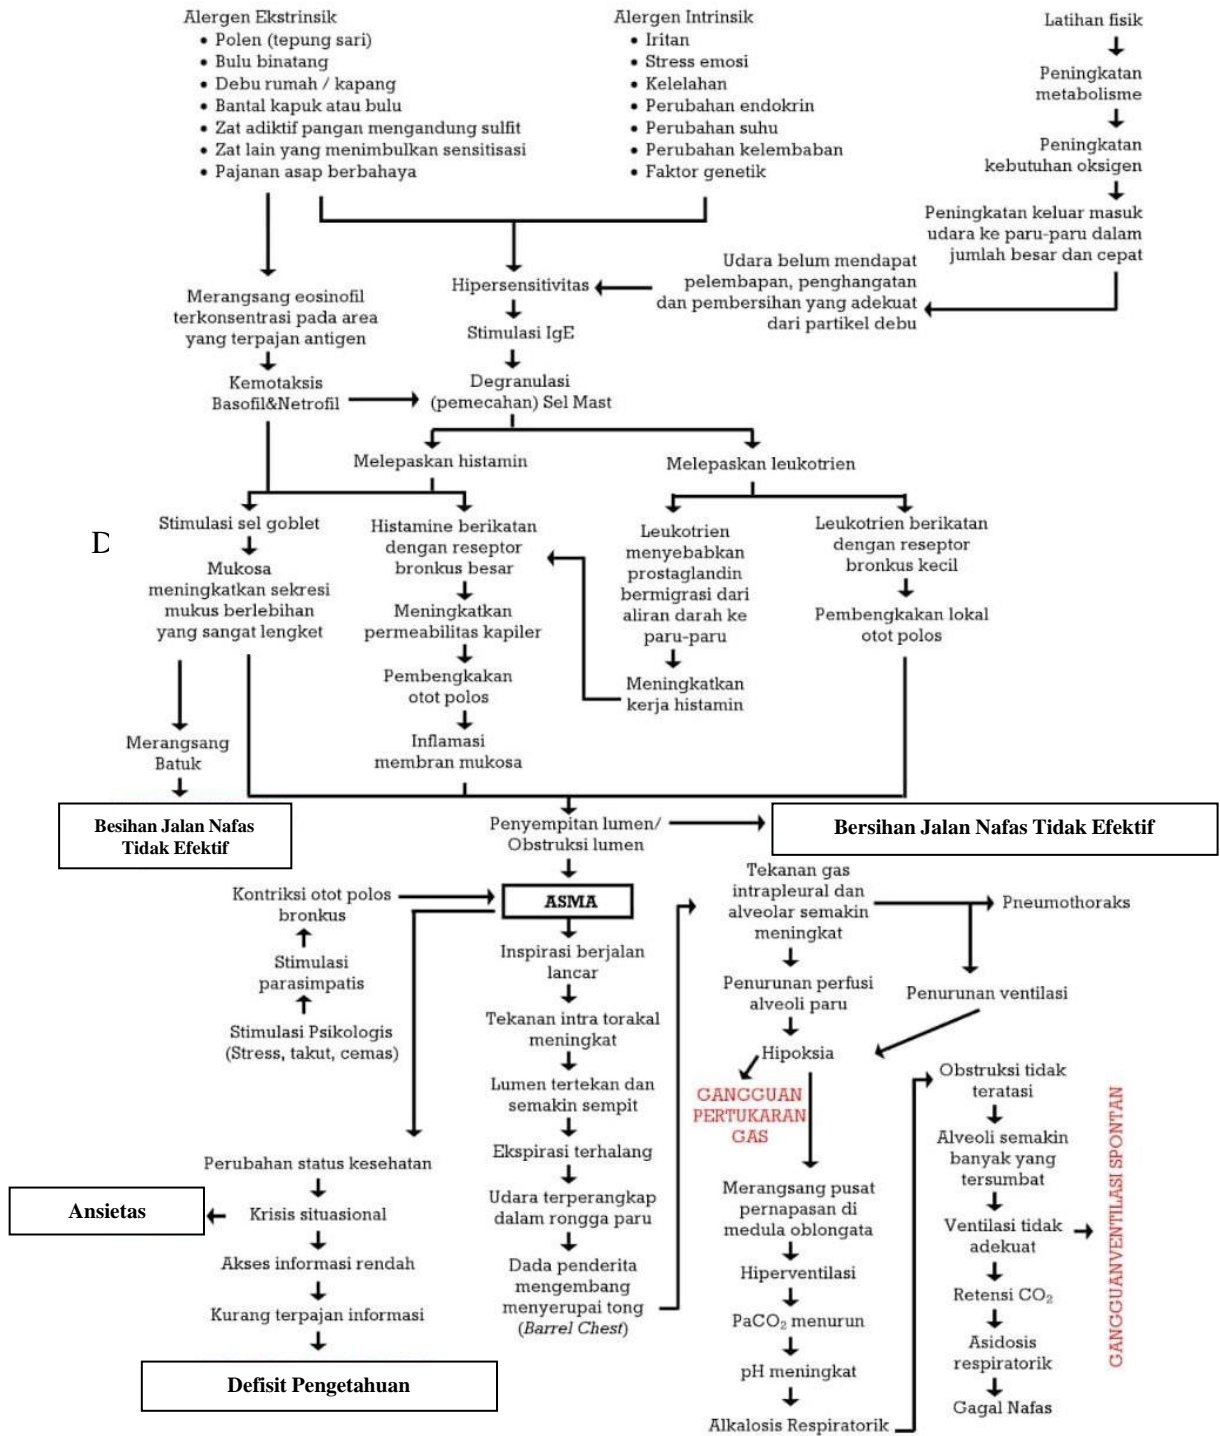 Alergen Ekstrinsik
• Polen (tepung sari)
• Bulu binatang
• Debu rumah / kapang
• Bantal kapuk atau bulu
• Zat adiktif pangan mengandung sulfit
• Zat lain yang menimbulkan sensitisasi
• Pajanan asap berbahaya
Alergen Intrinsik
• Iritan
• Stress emosi
• Kelelahan
• Perubahan endokrin
• Perubahan suhu
• Perubahan kelembaban
• Faktor genetik
Latihan fisik
Peningkatan
metabolisme
Peningkatan
kebutuhan oksigen
Peningkatan keluar masuk
udara ke paru-paru dalam
jumlah besar dan cepat
Udara belum mendapat
pelembapan, penghangatan
dan pembersihan yang adekuat
dari partikel debu
Hipersensitivitas
Stimulasi IgE
Degranulasi
(pemecahan) Sel Mast
Merangsang eosinofil
terkonsentrasi pada area
yang terpajan antigen
Kemotaksis
Basofil&Netrofil
Melepaskan histamin
Melepaskan leukotrien
D
Stimulasi sel goblet
Mukosa
meningkatkan sekresi
mukus berlebihan
yang sangat lengket
Merangsang
Batuk
Histamine berikatan
dengan reseptor
bronkus besar
Meningkatkan
permeabilitas kapiler
Pembengkakan
otot polos
Inflamasi
membran mukosa
Leukotrien
menyebabkan
prostaglandin
bermigrasi dari
aliran darah ke
paru-paru
Meningkatkan
kerja histamin
Leukotrien berikatan
dengan reseptor
bronkus kecil
Pembengkakan lokal
otot polos
Besihan Jalan Nafas
Tidak Efektif
Penyempitan lumen/
Obstruksi lumen
Bersihan Jalan Nafas Tidak Efektif
Kontriksi otot polos
bronkus
Stimulasi
parasimpatis
Stimulasi Psikologis
(Stress, takut, cemas)
ASMA
Inspirasi berjalan
lancar
Tekanan intra torakal
meningkat
Lumen tertekan dan
semakin sempit
Ekspirasi terhalang
Udara terperangkap
dalam rongga paru
Dada penderita
mengembang
menyerupai tong
(Barrel Chest)
Perubahan status kesehatan
Krisis situasional
Ansietas
Akses informasi rendah
Kurang terpajan informasi
Defisit Pengetahuan
Tekanan gas
intrapleural dan
alveolar semakin
meningkat
Pneumothoraks
Penurunan perfusi
alveoli paru
Penurunan ventilasi
Hipoksia
GANGGUAN
PERTUKARAN
GAS
Merangsang pusat
pernapasan di
medula oblongata
Hiperventilasi
PaCO₂ menurun
pH meningkat
Alkalosis Respiratorik
Obstruksi tidak
teratasi
Alveoli semakin
banyak yang
tersumbat
Ventilasi tidak
adekuat
Retensi CO₂
Asidosis
respiratorik
Gagal Nafas
GANGGUANVENTILASI SPONTAN